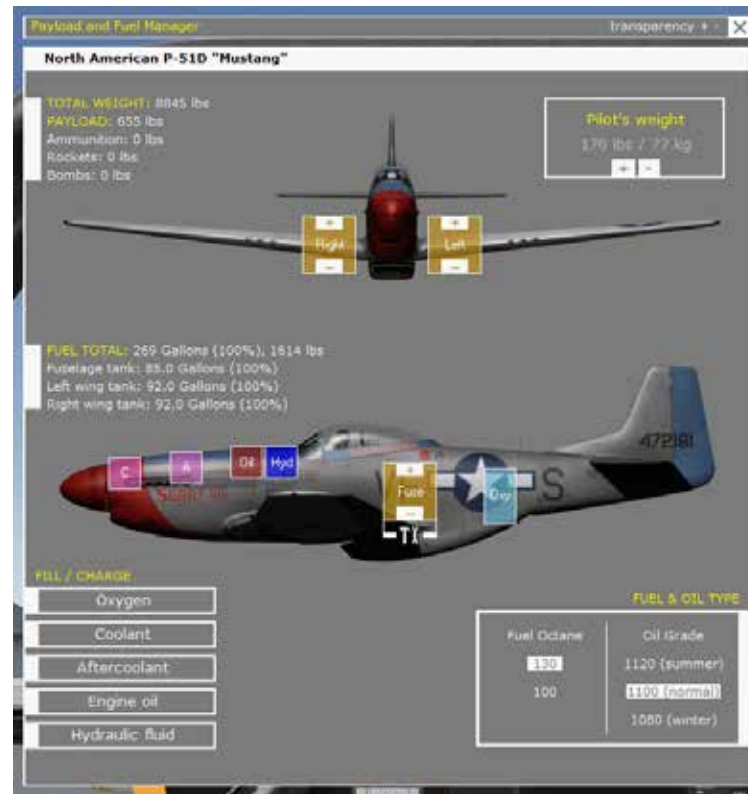 Payload and Fuel Manager
transparency + -
North American P-51D "Mustang"
TOTAL WEIGHT: 8845 lbs
PAYLOAD: 655 lbs
Ammunition: 0 lbs
Rockets: 0 lbs
Bombs: 0 lbs
Pilot's weight
170 lbs / 77 kg
+ -
+ +
Right Left
- -
FUEL TOTAL: 269 Gallons (100%), 1614 lbs
Fuselage tank: 85.0 Gallons (100%)
Left wing tank: 92.0 Gallons (100%)
Right wing tank: 92.0 Gallons (100%)
472181
C A Oil Hyd
+
Fuse
-
Oxy
S
TI
FILL / CHARGE
Oxygen
Coolant
Aftercoolant
Engine oil
Hydraulic fluid
FUEL & OIL TYPE
Fuel Octane
130
100
Oil Grade
1120 (summer)
1100 (normal)
1080 (winter)